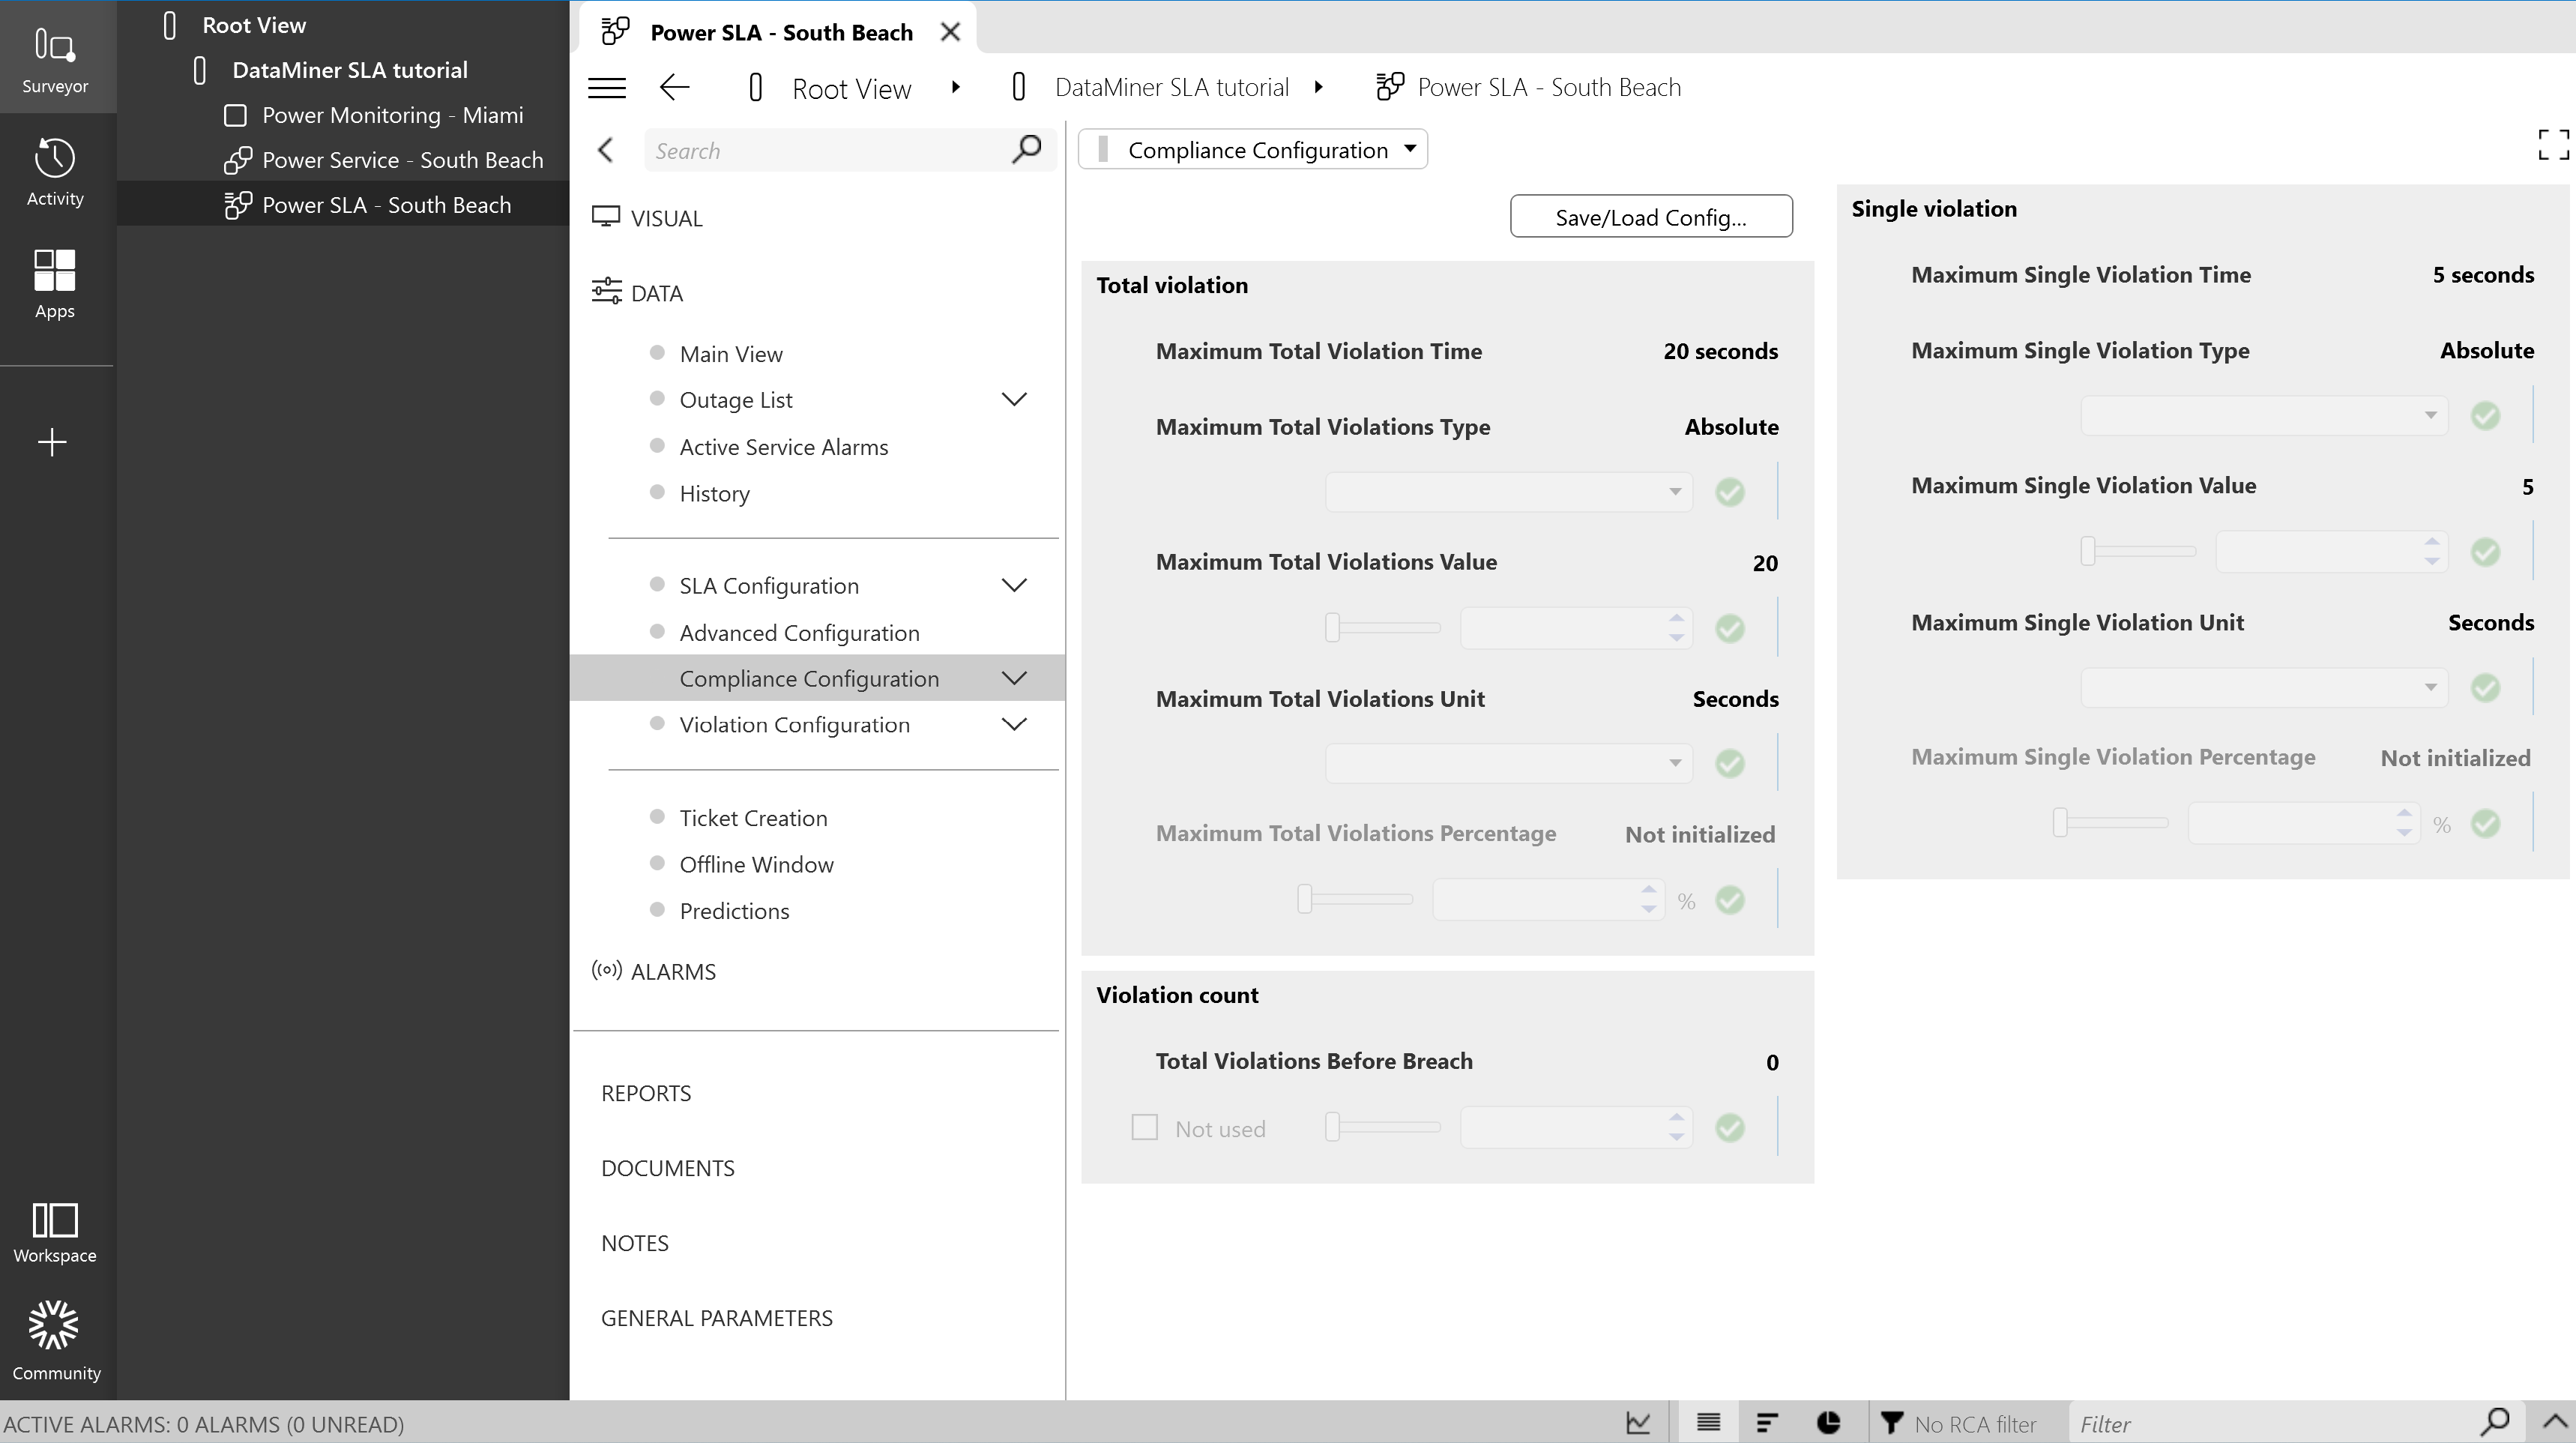 Surveyor
Activity
Apps
Workspace
Community
Root View
DataMiner SLA tutorial
Power Monitoring - Miami
Power Service - South Beach
Power SLA - South Beach
Power SLA - South Beach
Root View
DataMiner SLA tutorial
Power SLA - South Beach
Search
VISUAL
DATA
Main View
Outage List
Active Service Alarms
History
SLA Configuration
Advanced Configuration
Compliance Configuration
Violation Configuration
Ticket Creation
Offline Window
Predictions
ALARMS
REPORTS
DOCUMENTS
NOTES
GENERAL PARAMETERS
Compliance Configuration
Save/Load Config...
Total violation
Maximum Total Violation Time 20 seconds
Maximum Total Violations Type Absolute
Maximum Total Violations Value 20
Maximum Total Violations Unit Seconds
Maximum Total Violations Percentage Not initialized
%
Violation count
Total Violations Before Breach 0
Not used
Single violation
Maximum Single Violation Time 5 seconds
Maximum Single Violation Type Absolute
Maximum Single Violation Value 5
Maximum Single Violation Unit Seconds
Maximum Single Violation Percentage Not initialized
%
ACTIVE ALARMS: 0 ALARMS (0 UNREAD)
No RCA filter
Filter